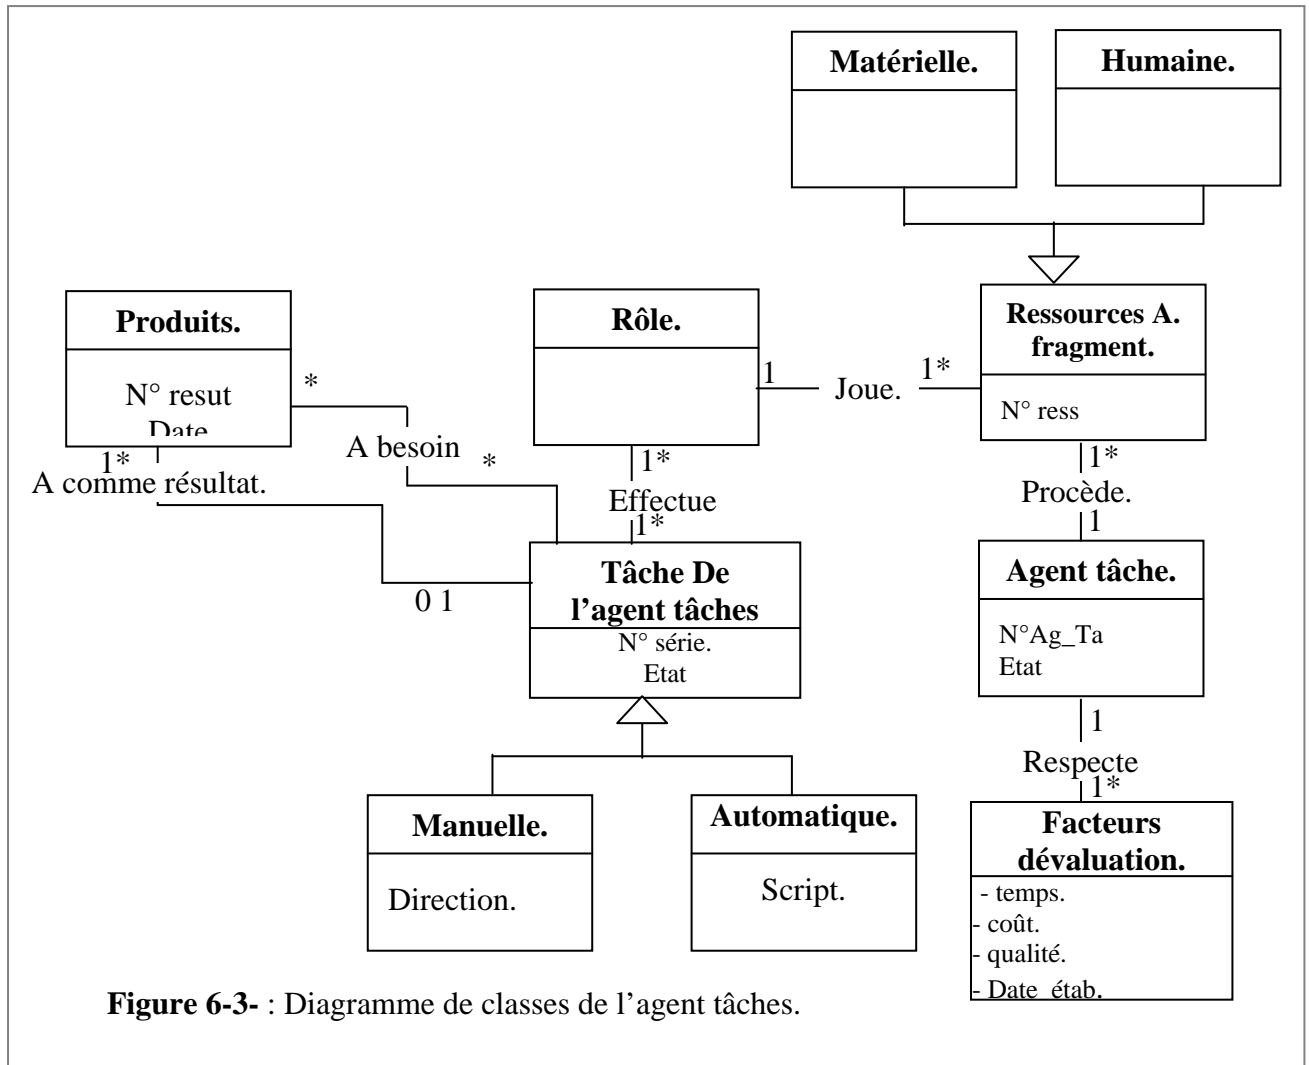 Matérielle.
Humaine.
Produits.
N° resut
Date
Rôle.
Ressources A.
fragment.
N° ress
1
Joue.
1*
*
A besoin
*
1*
A comme résultat.
0 1
1*
Effectue
1*
1*
Procède.
1
Tâche De
l’agent tâches
N° série.
Etat
Agent tâche.
N°Ag_Ta
Etat
1
Respecte
1*
Manuelle.
Direction.
Automatique.
Script.
Facteurs
dévaluation.
- temps.
- coût.
- qualité.
- Date étab.
Figure 6-3- : Diagramme de classes de l’agent tâches.